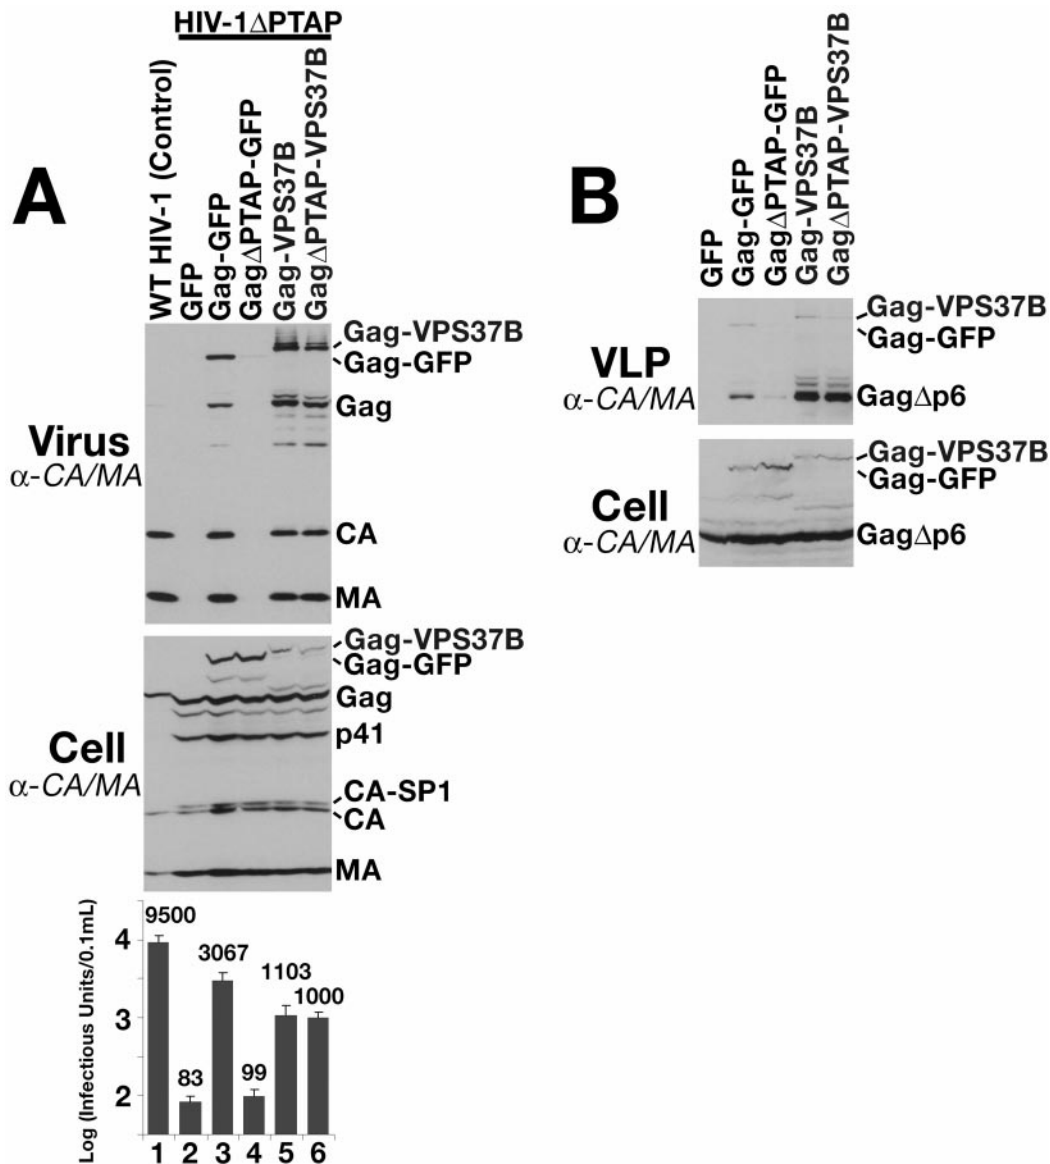 HIV-1ΔPTAP
A
WT HIV-1 (Control)
GFP
Gag-GFP
GagΔPTAP-GFP
Gag-VPS37B
GagΔPTAP-VPS37B
Virus
α-CA/MA
Gag-VPS37B
Gag-GFP
Gag
CA
MA
Cell
α-CA/MA
Gag-VPS37B
Gag-GFP
Gag
p41
CA-SP1
CA
MA
Log (Infectious Units/0.1mL)
4
3
2
9500
83
3067
99
1103
1000
1 2 3 4 5 6
B
GFP
Gag-GFP
GagΔPTAP-GFP
Gag-VPS37B
GagΔPTAP-VPS37B
VLP
α-CA/MA
Gag-VPS37B
Gag-GFP
GagΔp6
Cell
α-CA/MA
Gag-VPS37B
Gag-GFP
GagΔp6